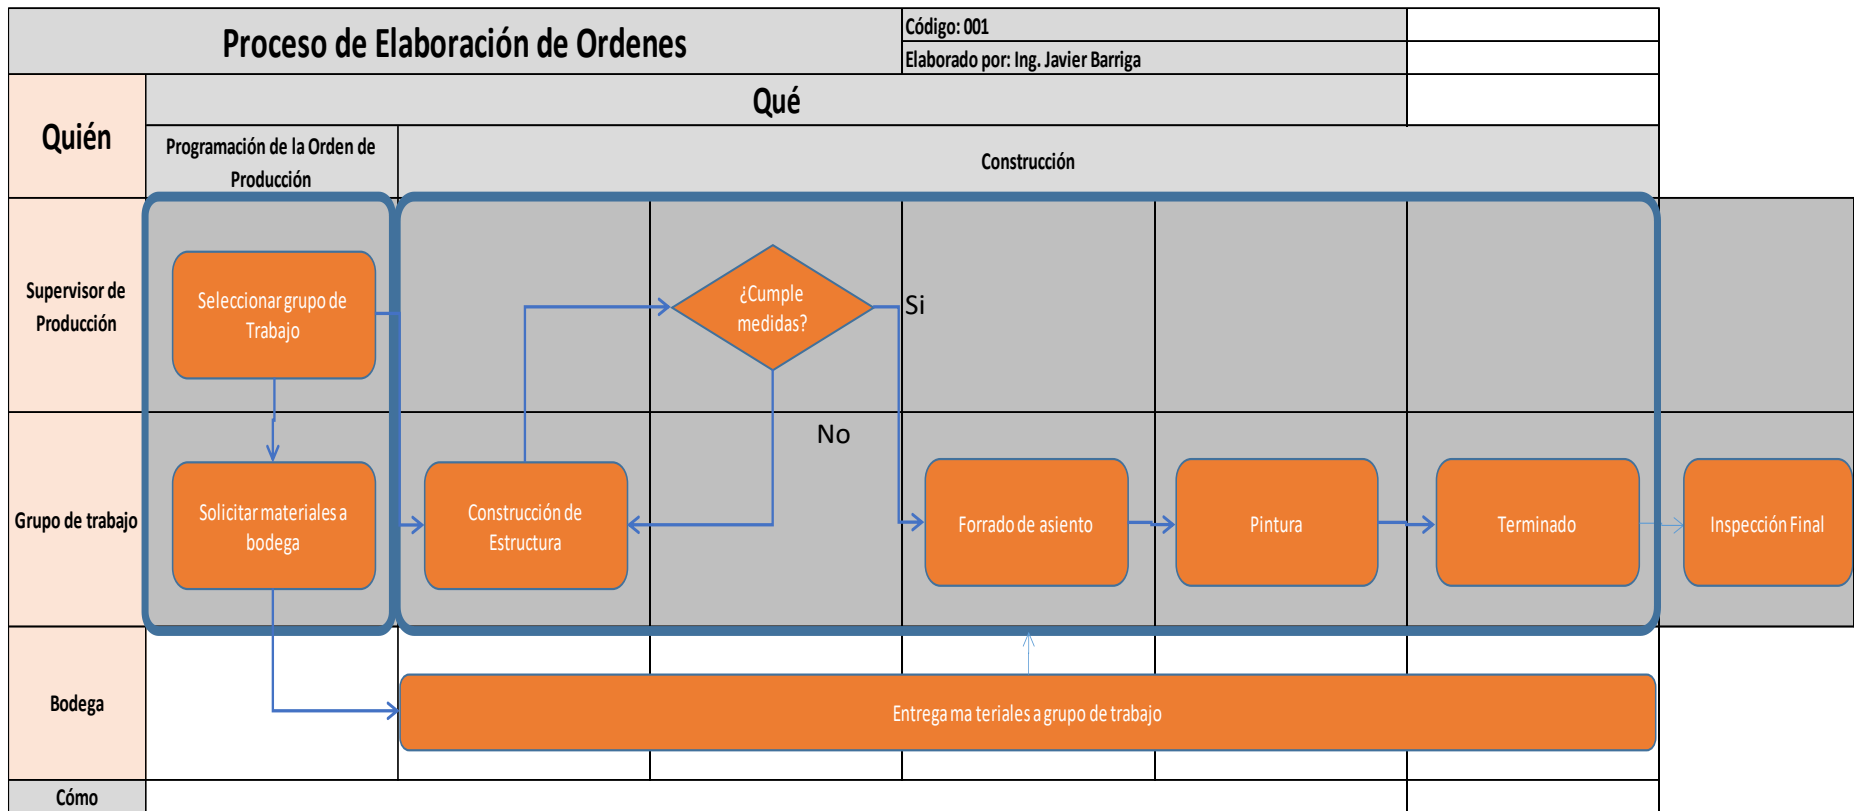 Proceso de Elaboración de Ordenes
Código: 001
Elaborado por: Ing. Javier Barriga
Quién
Qué
Programación de la Orden de
Producción
Construcción
Supervisor de
Producción
Seleccionar grupo de
Trabajo
¿Cumple
medidas?
Si
No
Grupo de trabajo
Solicitar materiales a
bodega
Construcción de
Estructura
Forrado de asiento
Pintura
Terminado
Inspección Final
Bodega
Entrega ma teriales a grupo de trabajo
Cómo